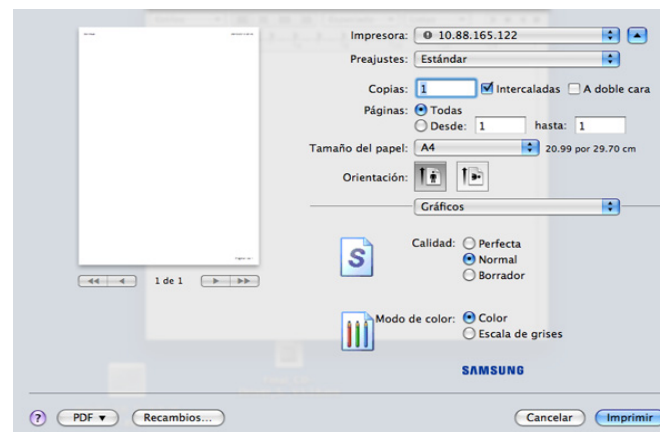 Impresora: 10.88.165.122
Preajustes: Estándar
Copias: 1 Intercaladas A doble cara
Páginas: Todas
Desde: 1 hasta: 1
Tamaño del papel: A4 20.99 por 29.70 cm
Orientación:
Gráficos
Calidad: Perfecta
Normal
Borrador
1 de 1
Modo de color: Color
Escala de grises
SAMSUNG
? PDF Recambios... Cancelar Imprimir